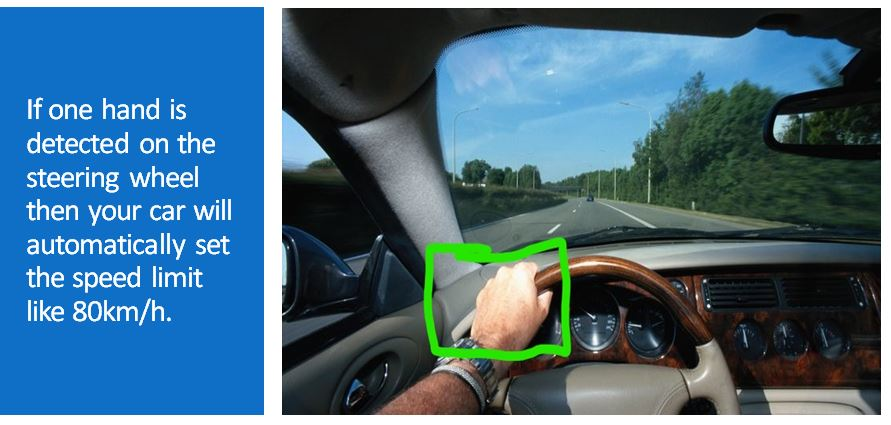 If one hand is
detected on the
steering wheel
then your car will
automatically set
the speed limit
like 80km/h.